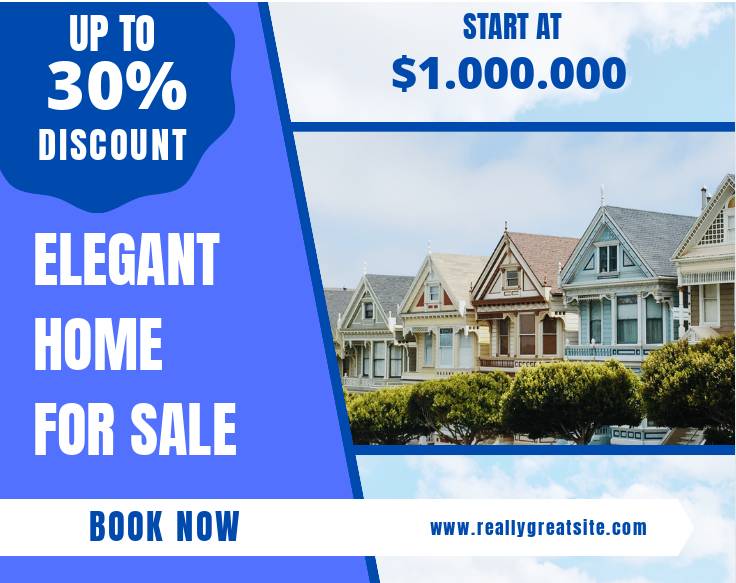 UP TO
30%
DISCOUNT
START AT
$1.000.000
ELEGANT
HOME
FOR SALE
BOOK NOW
www.reallygreatsite.com